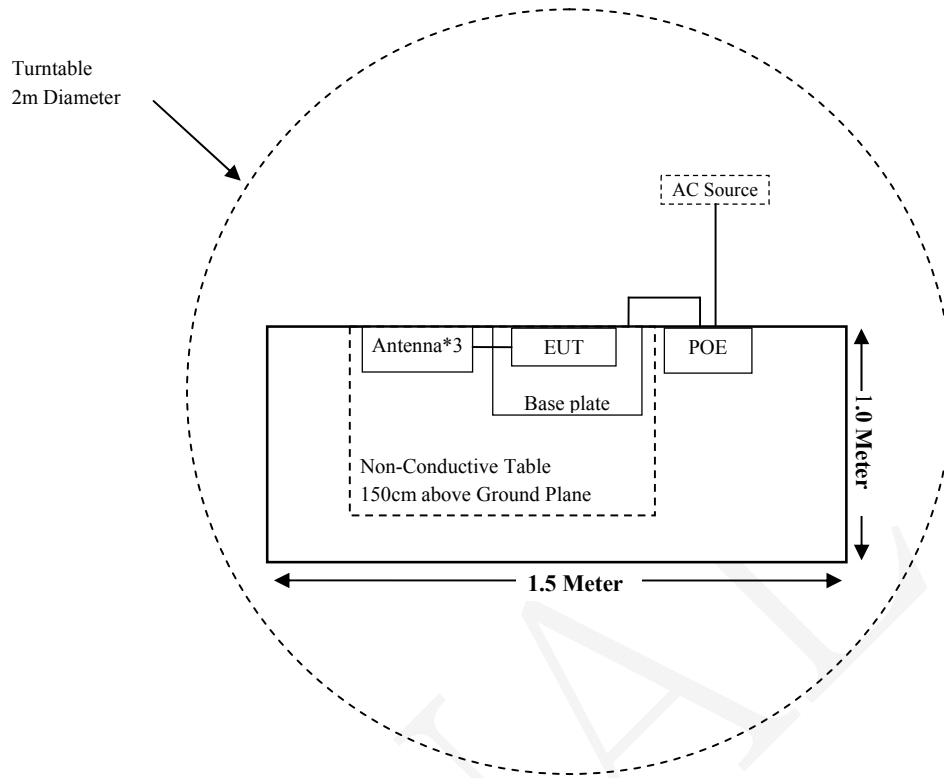 Turntable
2m Diameter
AC Source
Antenna*3
EUT
POE
Base plate
Non-Conductive Table
150cm above Ground Plane
1.0 Meter
1.5 Meter